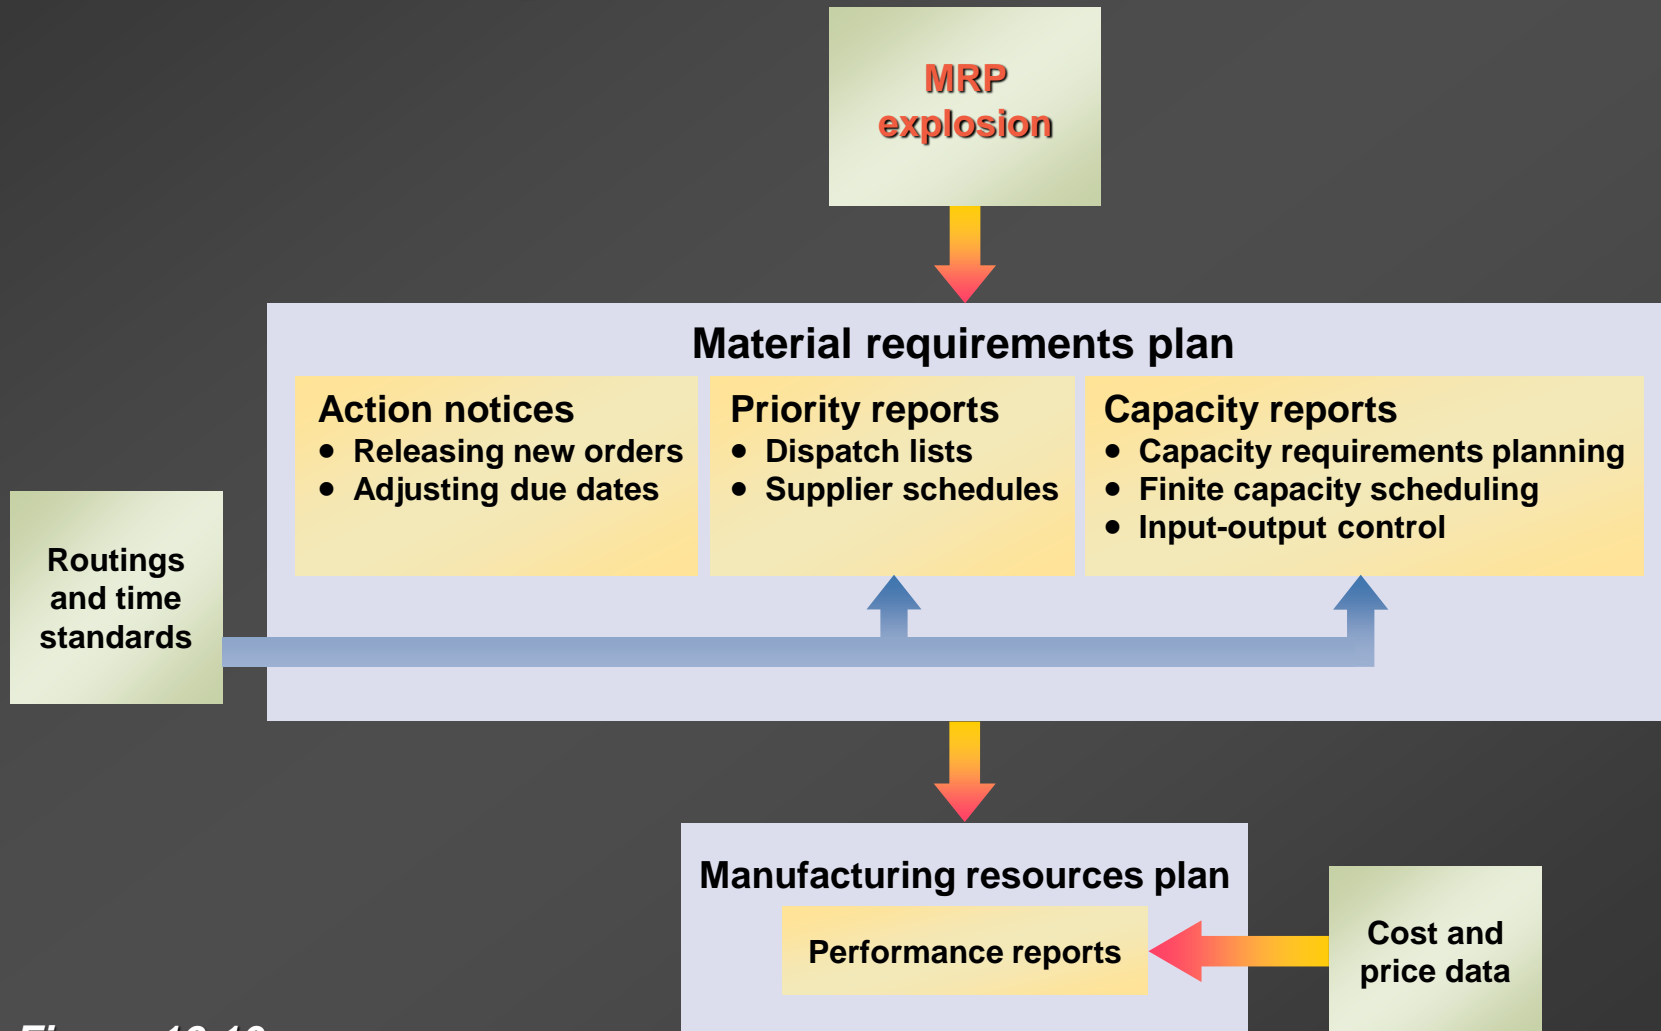 MRP
explosion
Material requirements plan
Action notices
• Releasing new orders
• Adjusting due dates
Priority reports
• Dispatch lists
• Supplier schedules
Capacity reports
• Capacity requirements planning
• Finite capacity scheduling
• Input-output control
Routings
and time
standards
Manufacturing resources plan
Performance reports
Cost and
price data